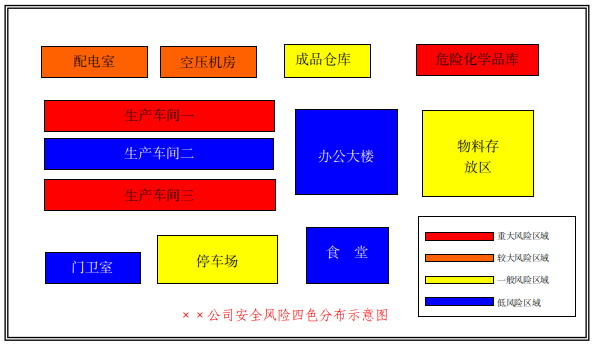 配电室
空压机房
成品仓库
危险化学品库
生产车间一
生产车间二
生产车间三
办公大楼
物料存
放区
门卫室
停车场
食 堂
重大风险区域
较大风险区域
一般风险区域
低风险区域
××公司安全风险四色分布示意图